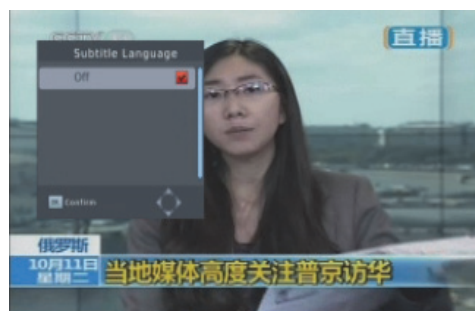 直播
Subtitle Language
Off
Confirm
俄罗斯
10月11日
星期二
当地媒体高度关注普京访华